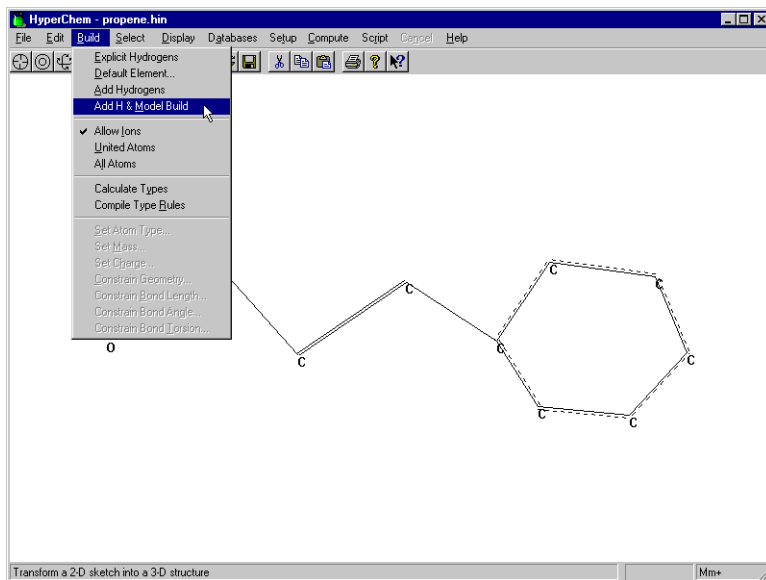 HyperChem - propene.hin
File Edit Build Select Display Databases Setup Compute Script Cancel Help
Explicit Hydrogens
Default Element...
Add Hydrogens
Add H & Model Build
Allow Ions
United Atoms
All Atoms
Calculate Types
Compile Type Rules
Set Atom Type...
Set Mass...
Set Charge...
Constrain Geometry...
Constrain Bond Length...
Constrain Bond Angle...
Constrain Bond Torsion...
C C
C
O C C C
C C
Transform a 2-D sketch into a 3-D structure Mm+